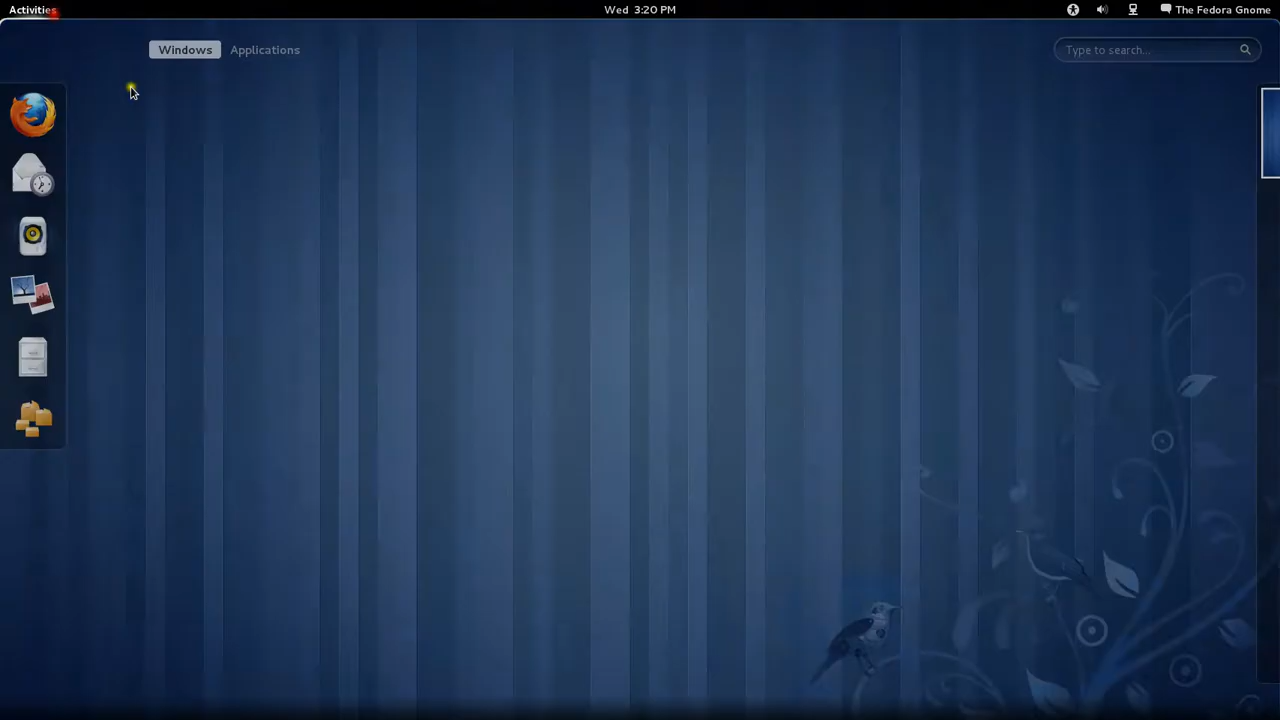 Activities
Wed  3:20 PM
The Fedora Gnome
Windows
Applications
Type to search...